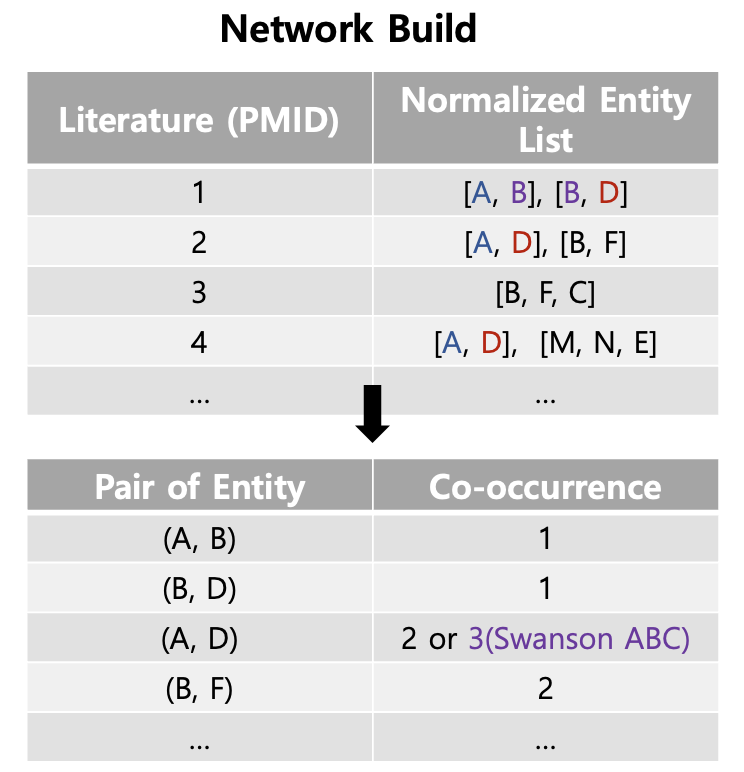 Network Build
Literature (PMID)
Normalized Entity
List
1
[A, B], [B, D]
2
[A, D], [B, F]
3
[B, F, C]
4
[A, D], [M, N, E]
...
...
Pair of Entity
Co-occurrence
(A, B)
1
(B, D)
1
(A, D)
2 or 3(Swanson ABC)
(B, F)
2
...
...